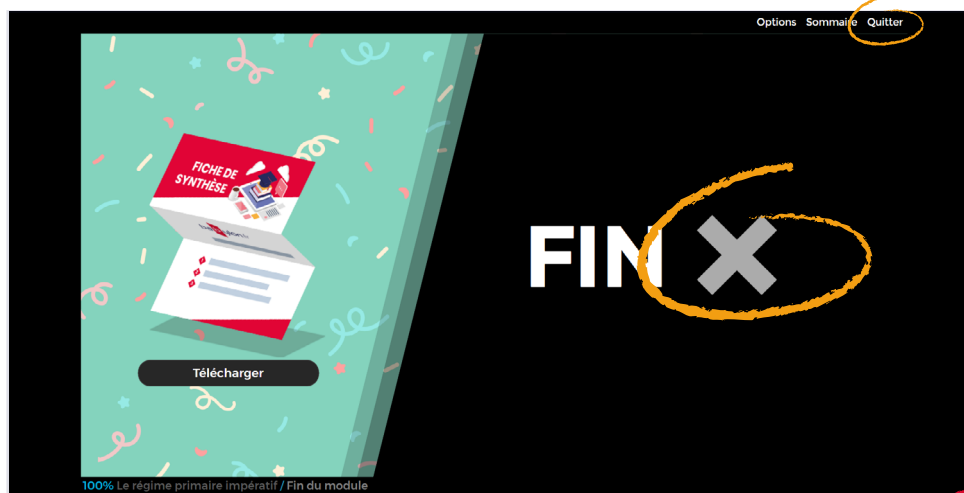 Options Sommaire Quitter
FICHE DE
SYNTHÈSE
FIN
Télécharger
100% Le régime primaire impératif / Fin du module